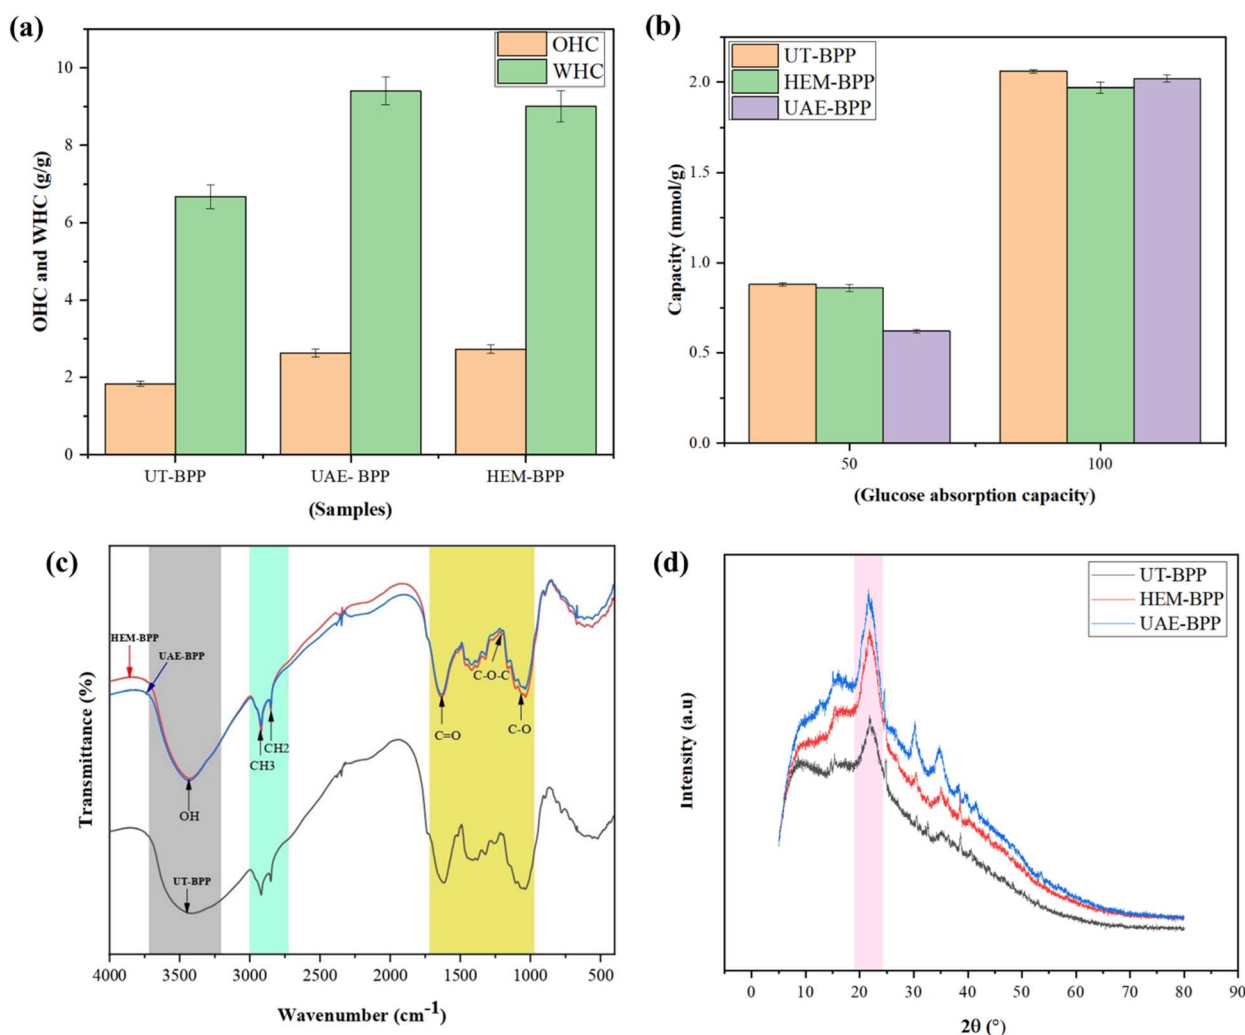 (a)
OHC
WHC
10
8
6
4
2
0
OHC and WHC (g/g)
UT-BPP
UAE- BPP
HEM-BPP
(Samples)
(b)
UT-BPP
HEM-BPP
UAE-BPP
2.0
1.5
1.0
0.5
0.0
Capacity (mmol/g)
50
100
(Glucose absorption capacity)
(c)
HEM-BPP
UAE-BPP
C-O-C
C=O
C-O
CH2
CH3
OH
UT-BPP
Transmittance (%)
4000
3500
3000
2500
2000
1500
1000
500
Wavenumber (cm-1)
(d)
UT-BPP
HEM-BPP
UAE-BPP
Intensity (a.u)
0
10
20
30
40
50
60
70
80
90
2θ (°)